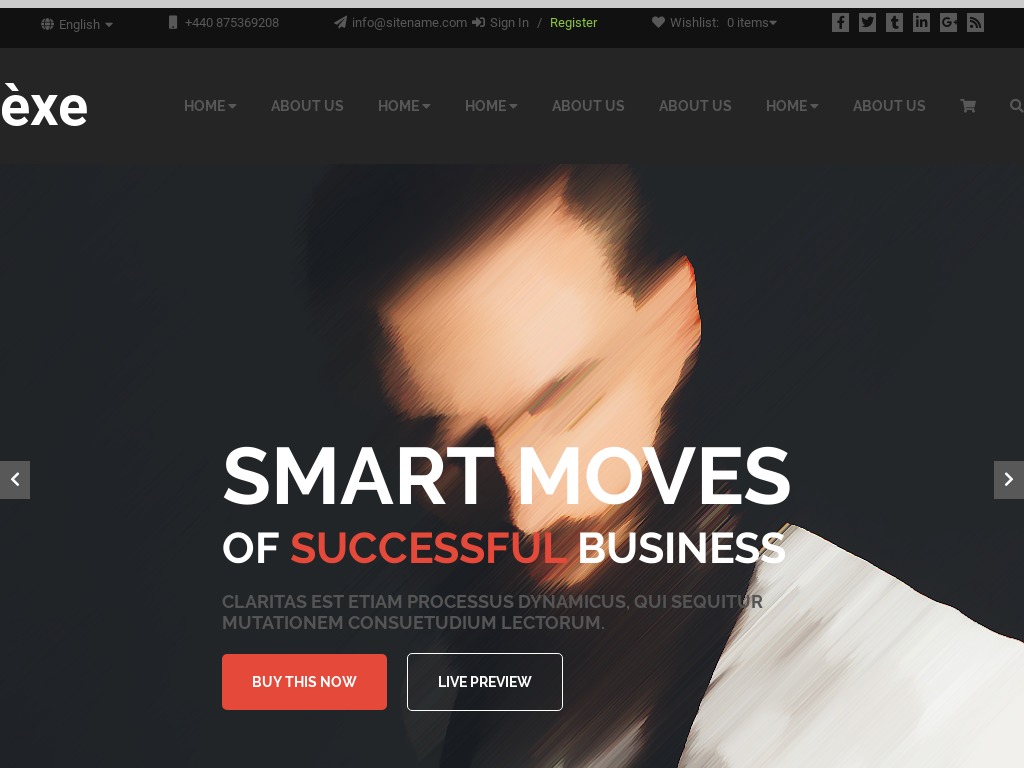 English
+440 875369208
info@sitename.com
Sign In / Register
Wishlist: 0 items
èxe
HOME ABOUT US HOME HOME ABOUT US ABOUT US HOME ABOUT US
SMART MOVES
OF SUCCESSFUL BUSINESS
CLARITAS EST ETIAM PROCESSUS DYNAMICUS, QUI SEQUITUR
MUTATIONEM CONSUETUDIUM LECTORUM.
BUY THIS NOW
LIVE PREVIEW